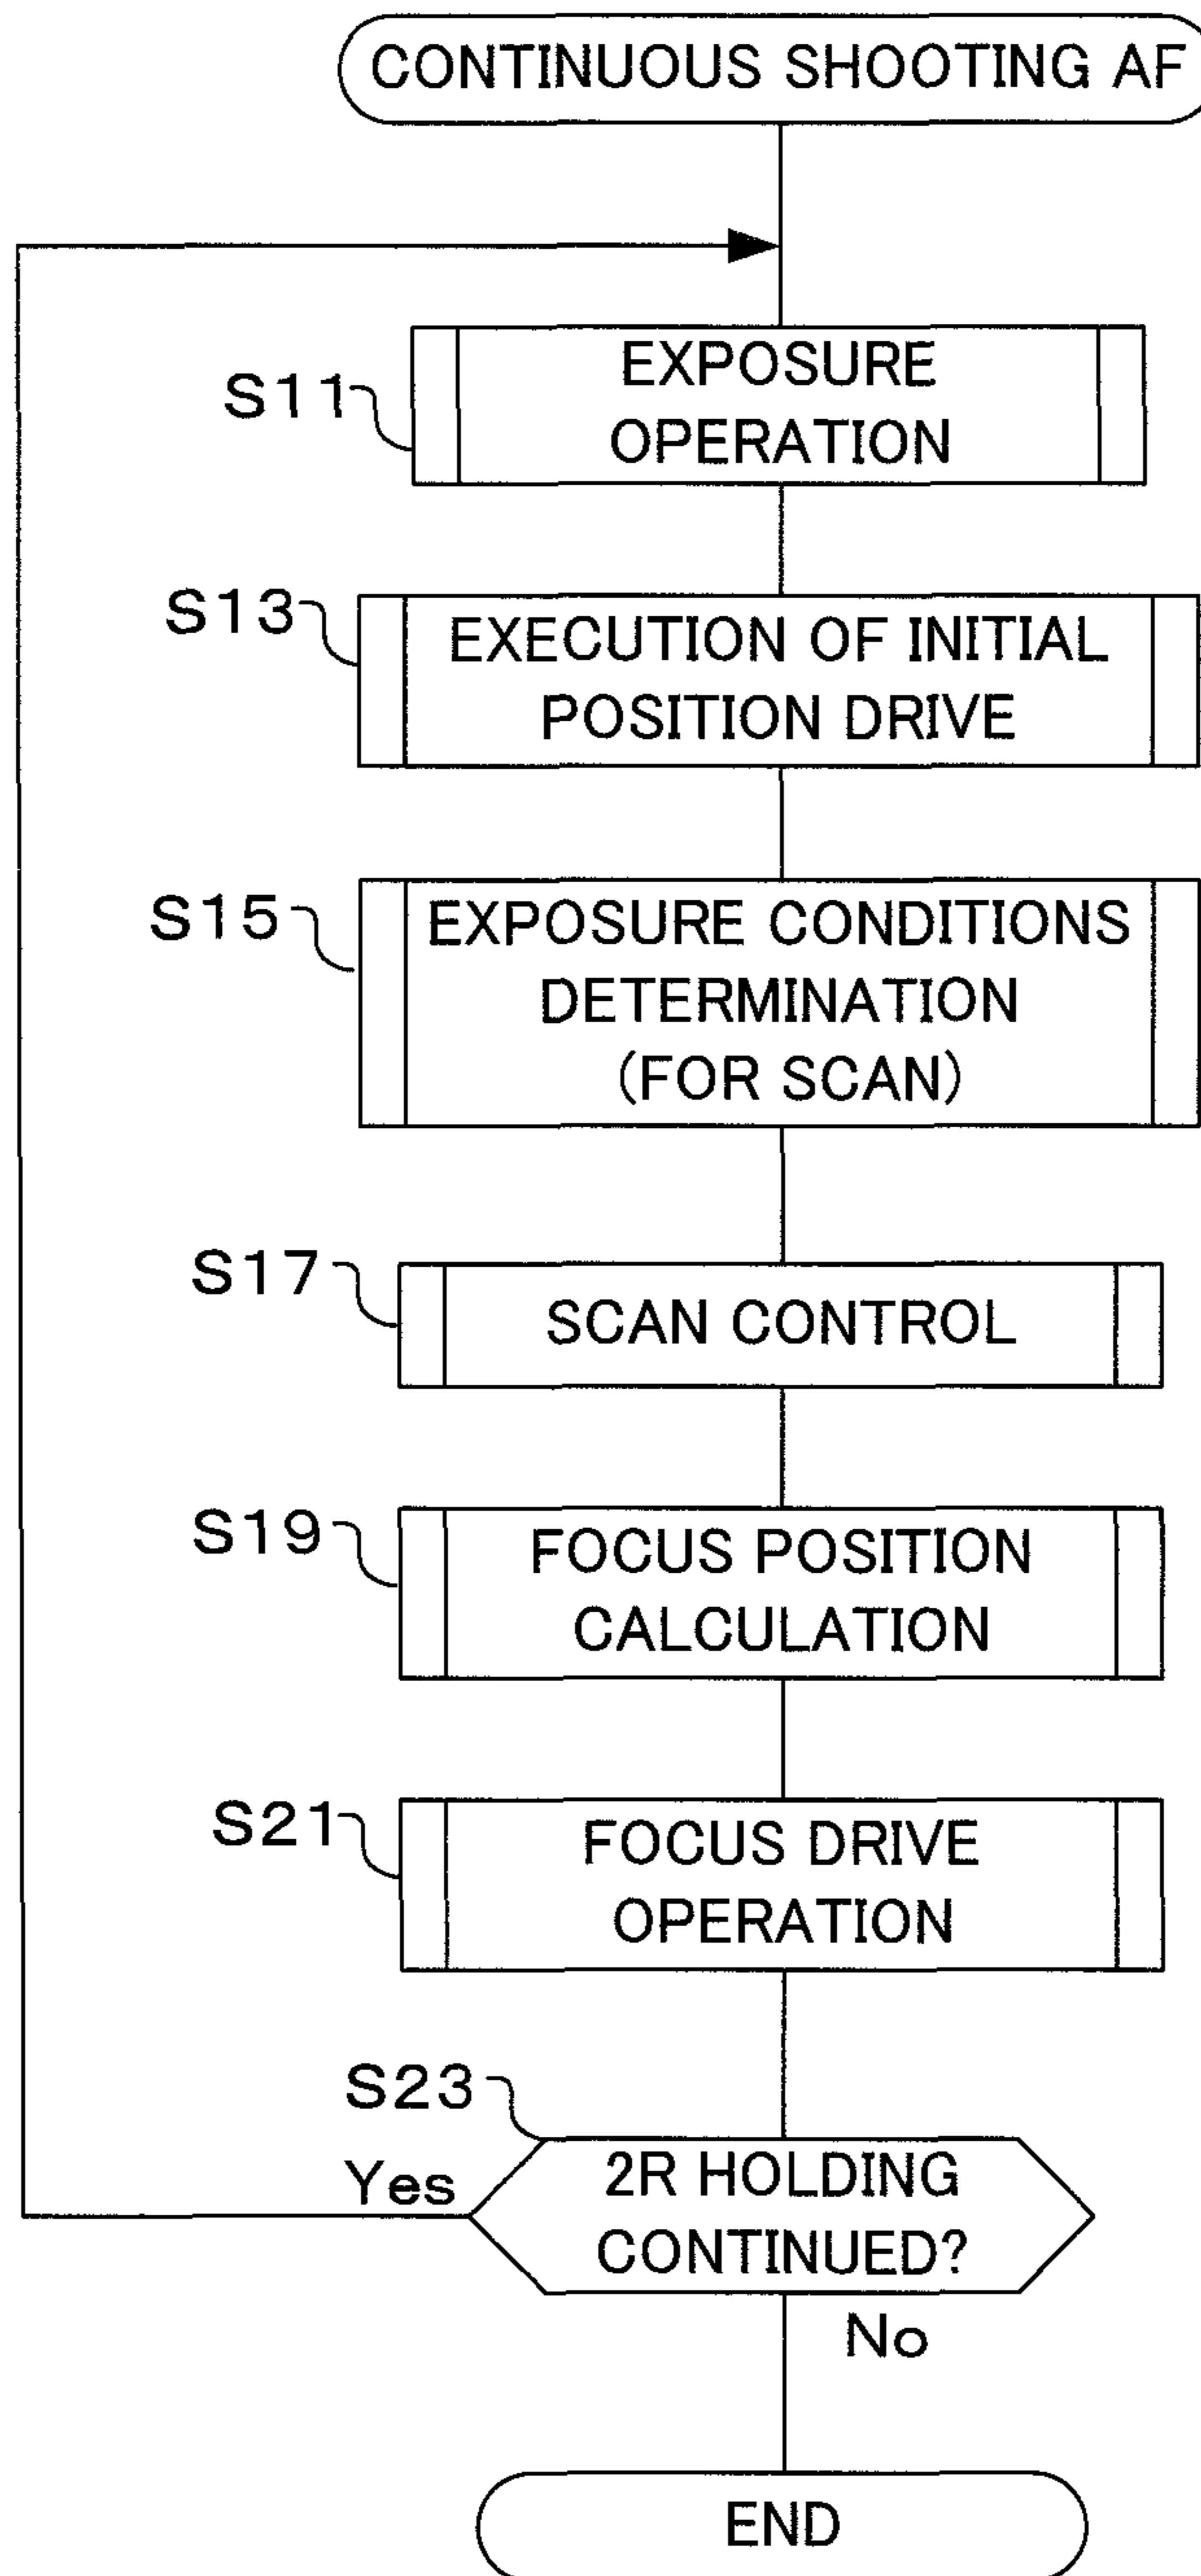 CONTINUOUS SHOOTING AF
S11
EXPOSURE
OPERATION
S13
EXECUTION OF INITIAL
POSITION DRIVE
S15
EXPOSURE CONDITIONS
DETERMINATION
(FOR SCAN)
S17
SCAN CONTROL
S19
FOCUS POSITION
CALCULATION
S21
FOCUS DRIVE
OPERATION
S23
2R HOLDING
CONTINUED?
Yes
No
END